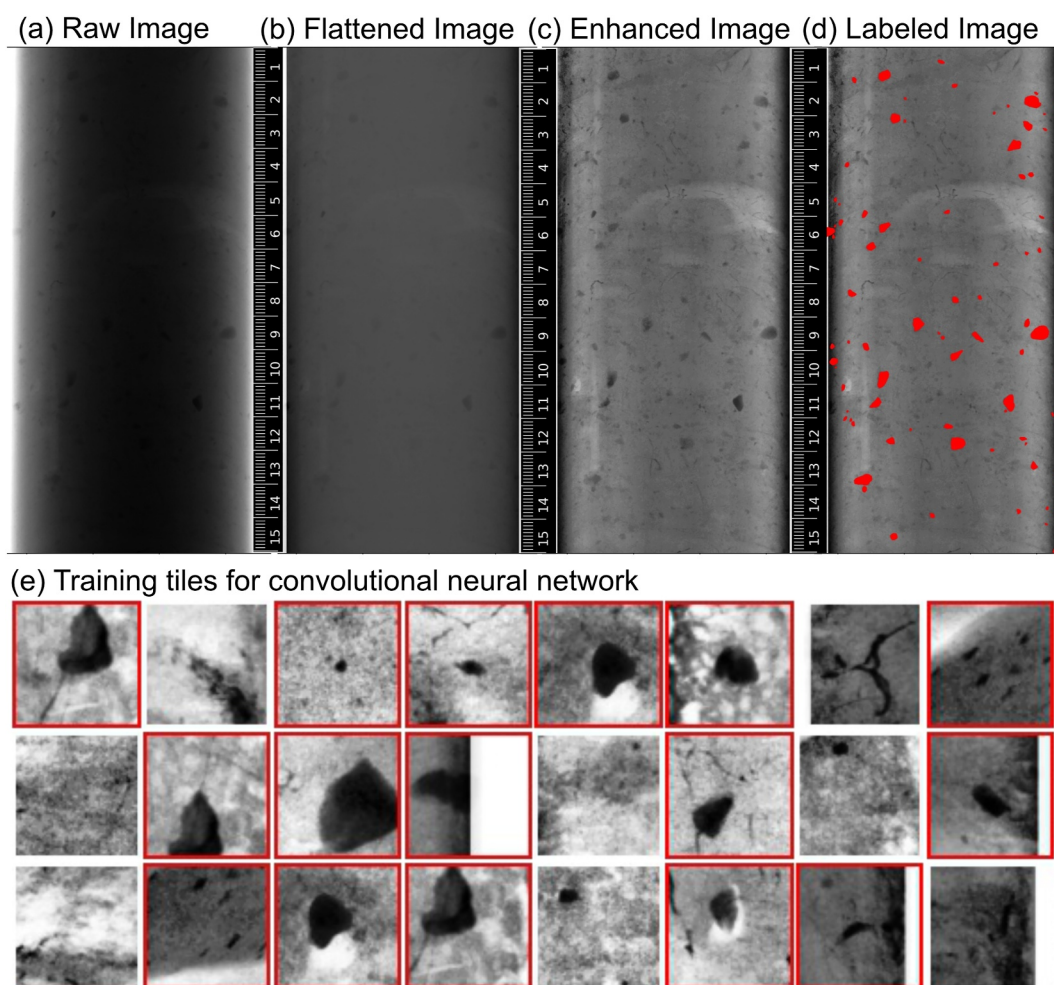 (a) Raw Image (b) Flattened Image (c) Enhanced Image (d) Labeled Image
1 1 1
2 2 2
3 3 3
4 4 4
5 5 5
6 6 6
7 7 7
8 8 8
9 9 9
10 10 10
11 11 11
12 12 12
13 13 13
14 14 14
15 15 15
(e) Training tiles for convolutional neural network